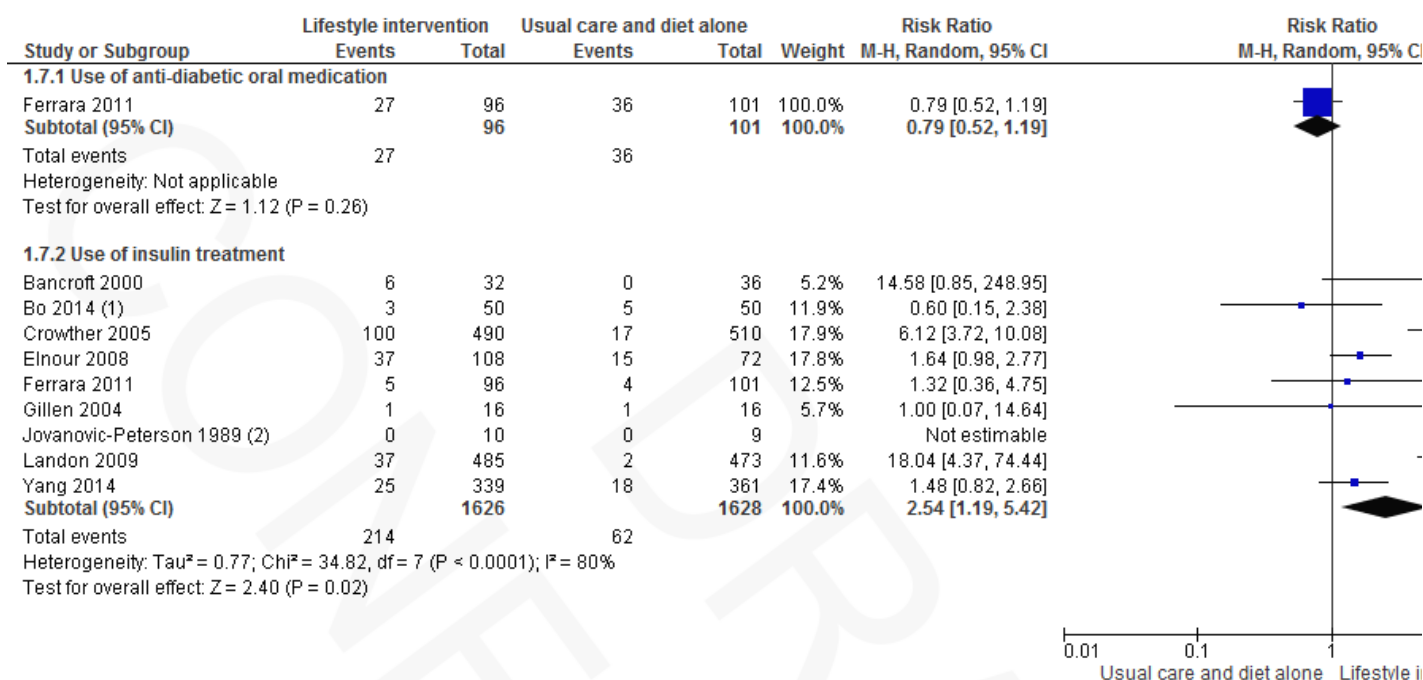 Lifestyle intervention Usual care and diet alone Risk Ratio Risk Ratio
Study or Subgroup Events Total Events Total Weight M-H, Random, 95% CI M-H, Random, 95% CI
1.7.1 Use of anti-diabetic oral medication
Ferrara 2011 27 96 36 101 100.0% 0.79 [0.52, 1.19]
Subtotal (95% CI) 96 101 100.0% 0.79 [0.52, 1.19]
Total events 27 36
Heterogeneity: Not applicable
Test for overall effect: Z = 1.12 (P = 0.26)
1.7.2 Use of insulin treatment
Bancroft 2000 6 32 0 36 5.2% 14.58 [0.85, 248.95]
Bo 2014 (1) 3 50 5 50 11.9% 0.60 [0.15, 2.38]
Crowther 2005 100 490 17 510 17.9% 6.12 [3.72, 10.08]
Elnour 2008 37 108 15 72 17.8% 1.64 [0.98, 2.77]
Ferrara 2011 5 96 4 101 12.5% 1.32 [0.36, 4.75]
Gillen 2004 1 16 1 16 5.7% 1.00 [0.07, 14.64]
Jovanovic-Peterson 1989 (2) 0 10 0 9 Not estimable
Landon 2009 37 485 2 473 11.6% 18.04 [4.37, 74.44]
Yang 2014 25 339 18 361 17.4% 1.48 [0.82, 2.66]
Subtotal (95% CI) 1626 1628 100.0% 2.54 [1.19, 5.42]
Total events 214 62
Heterogeneity: Tau² = 0.77; Chi² = 34.82, df = 7 (P < 0.0001); I² = 80%
Test for overall effect: Z = 2.40 (P = 0.02)
0.01 0.1 1
Usual care and diet alone Lifestyle